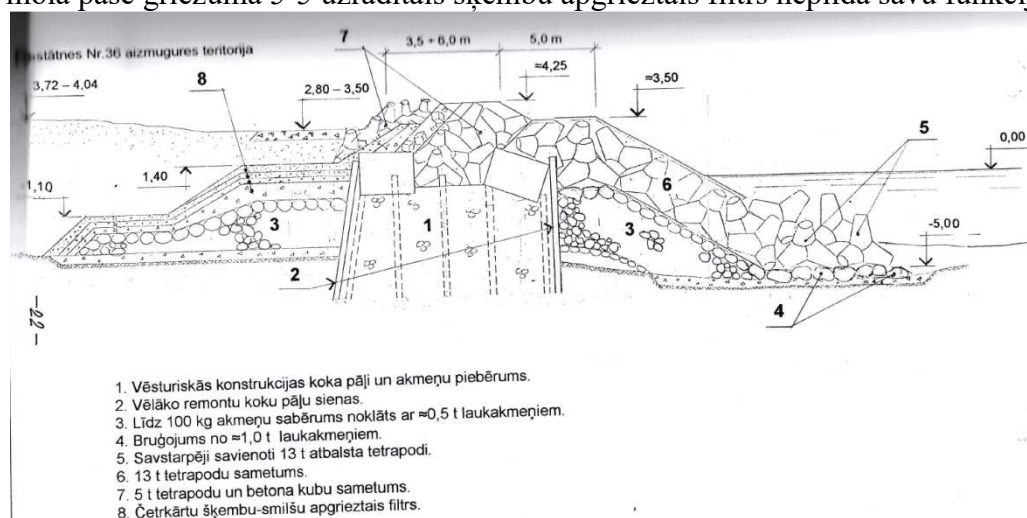 mola pašē griezumā 5-5 uzrādītais šķembu apgrieztais filtrs nepilda savu funkcij
stātnes Nr.36 aizmugures teritorija
7
3,5 ÷ 6,0 m
5,0 m
≈4,25
≈3,50
3,72 – 4,04
8
2,80 – 3,50
5
0,00
1,40
1,10
6
3
1
3
-5,00
2
4
–22–
1. Vēsturiskās konstrukcijas koka pāļi un akmeņu piebērums.
2. Vēlāko remontu koku pāļu sienas.
3. Līdz 100 kg akmeņu sabērums noklāts ar ≈0,5 t laukakmeņiem.
4. Bruģojums no ≈1,0 t laukakmeņiem.
5. Savstarpēji savienoti 13 t atbalsta tetrapodi.
6. 13 t tetrapodu sametums.
7. 5 t tetrapodu un betona kubu sametums.
8. Četrkārtu šķembu-smilšu apgrieztais filtrs.